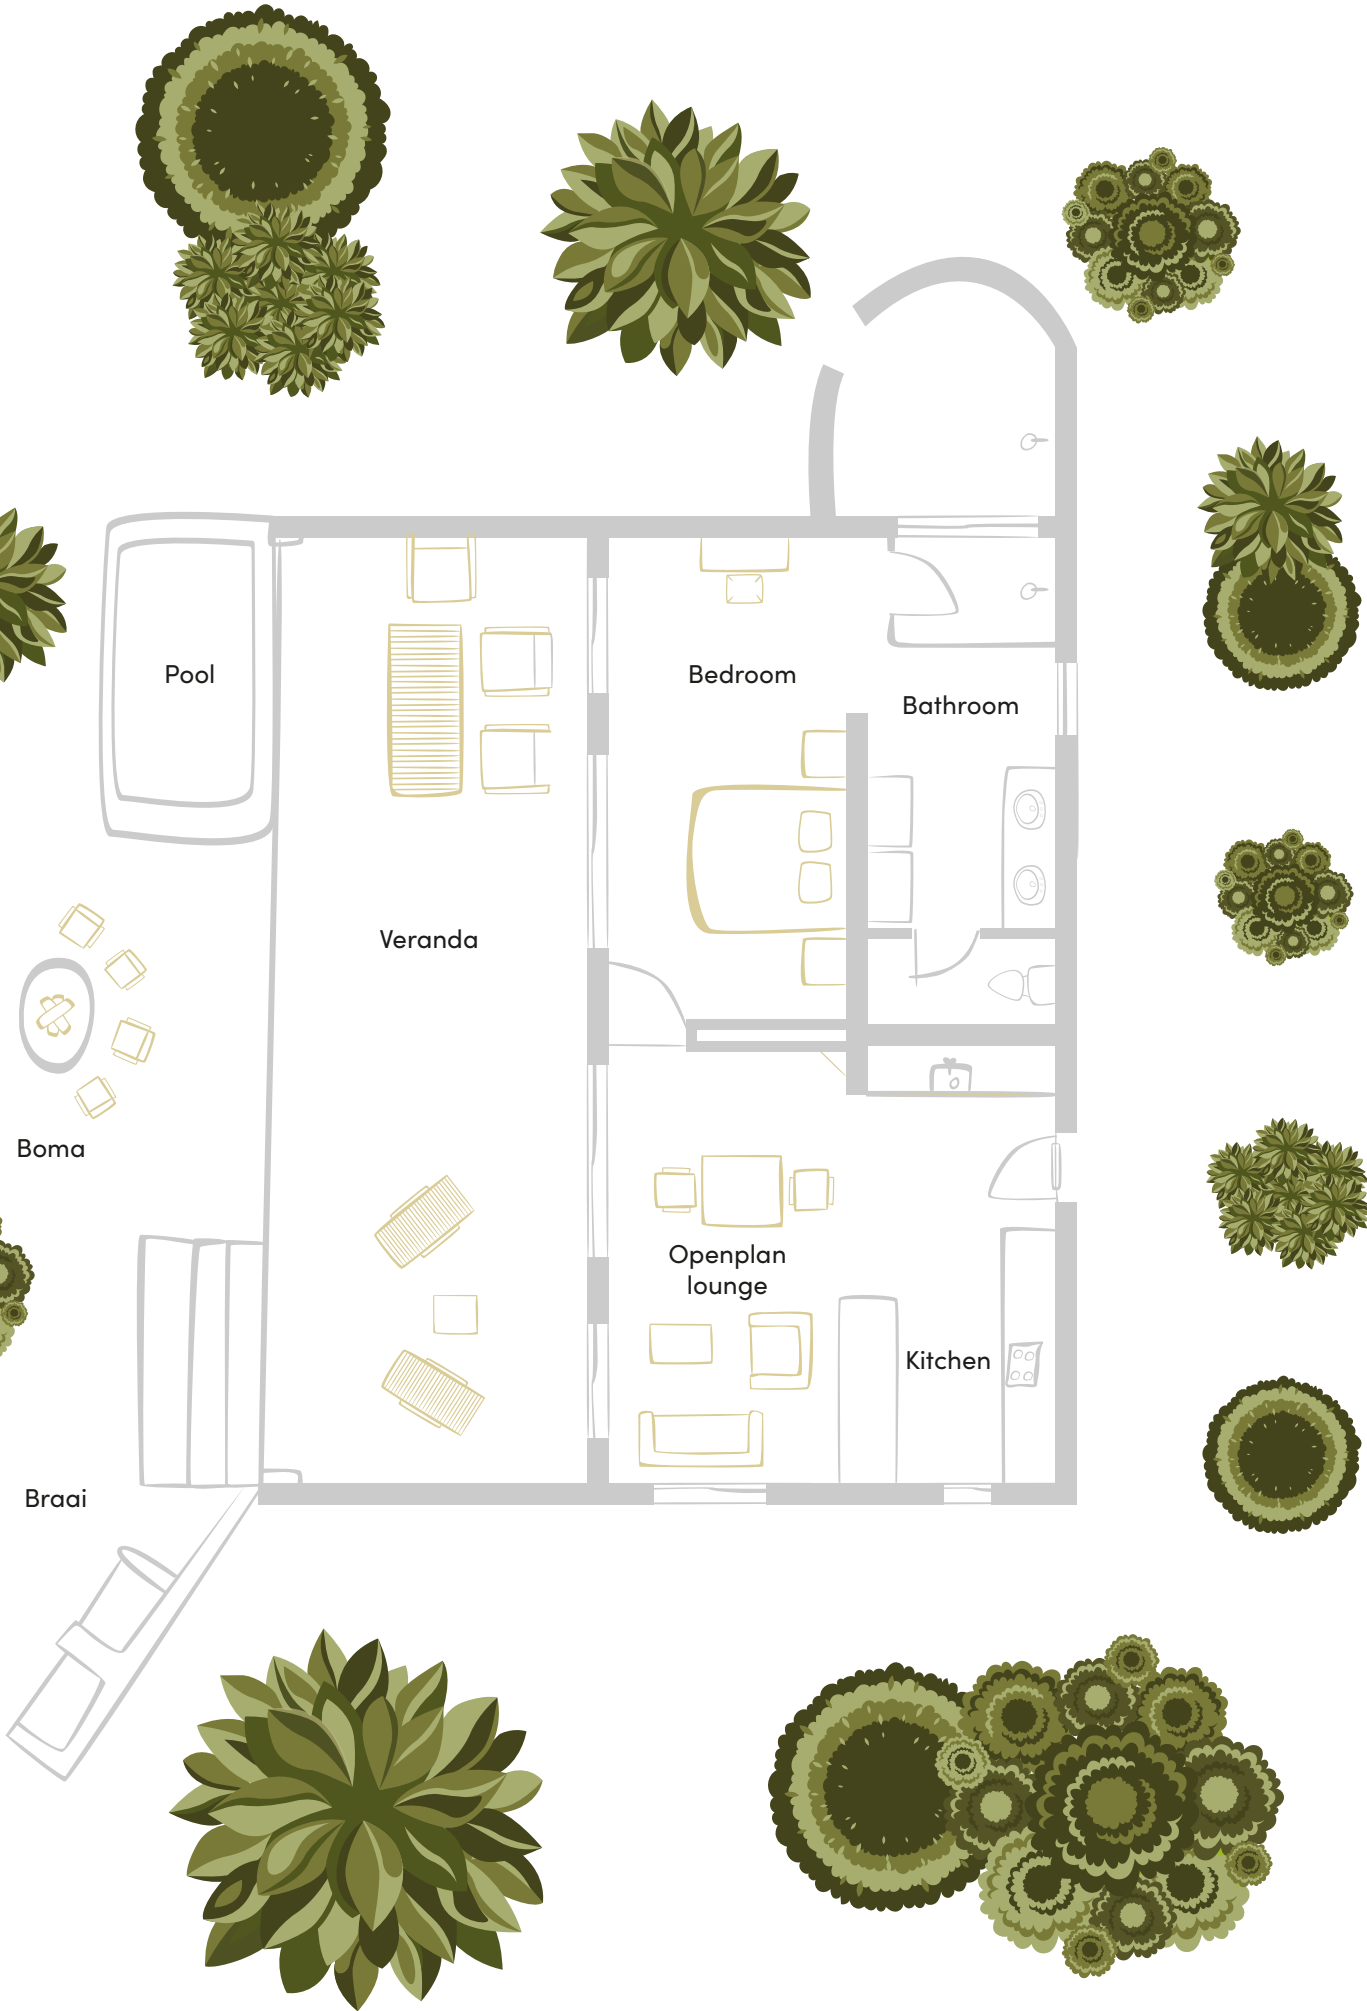 Pool
Bedroom
Bathroom
Veranda
Boma
Openplan
lounge
Kitchen
Braai